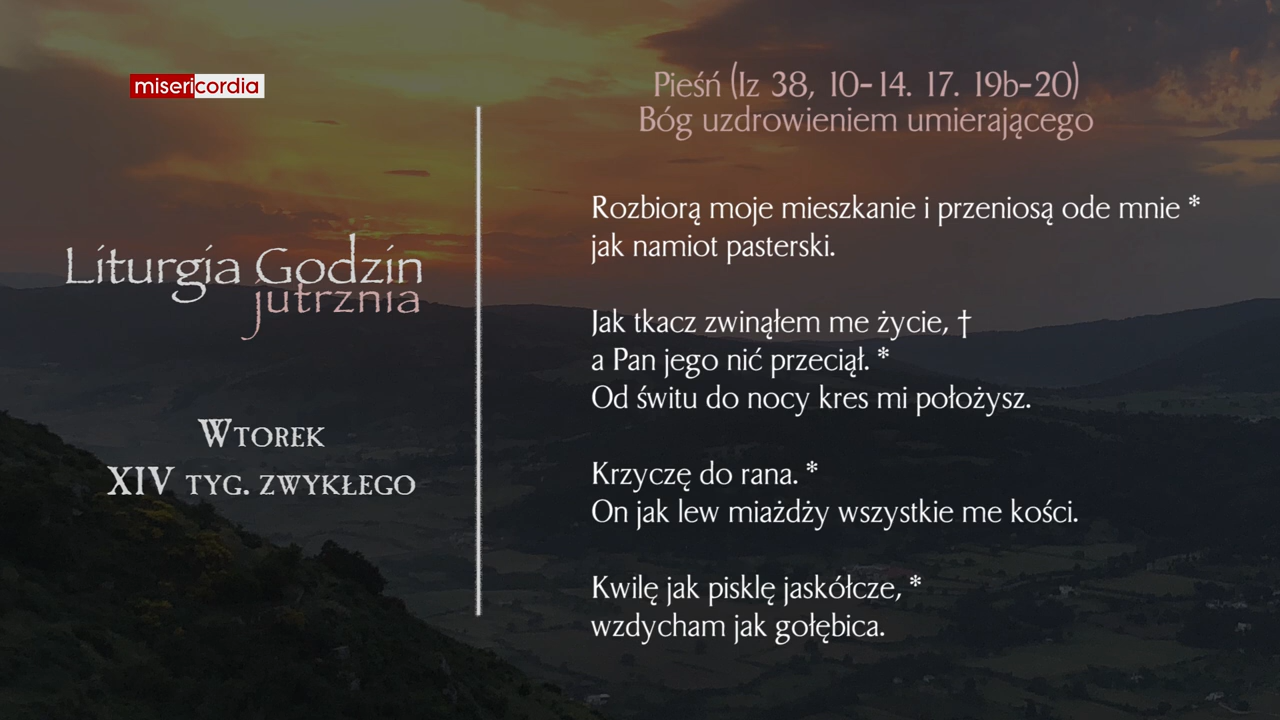 misericordia
Liturgia Godzin
jutrznia
Wtorek
XIV tyg. zwykłego
Pieśń (Iz 38, 10-14. 17. 19b-20)
Bóg uzdrowieniem umierającego
Rozbiorą moje mieszkanie i przeniosą ode mnie *
jak namiot pasterski.
Jak tkacz zwinąłem me życie, †
a Pan jego nić przeciął. *
Od świtu do nocy kres mi położysz.
Krzyczę do rana. *
On jak lew miażdży wszystkie me kości.
Kwilę jak pisklę jaskółcze, *
wzdycham jak gołębica.